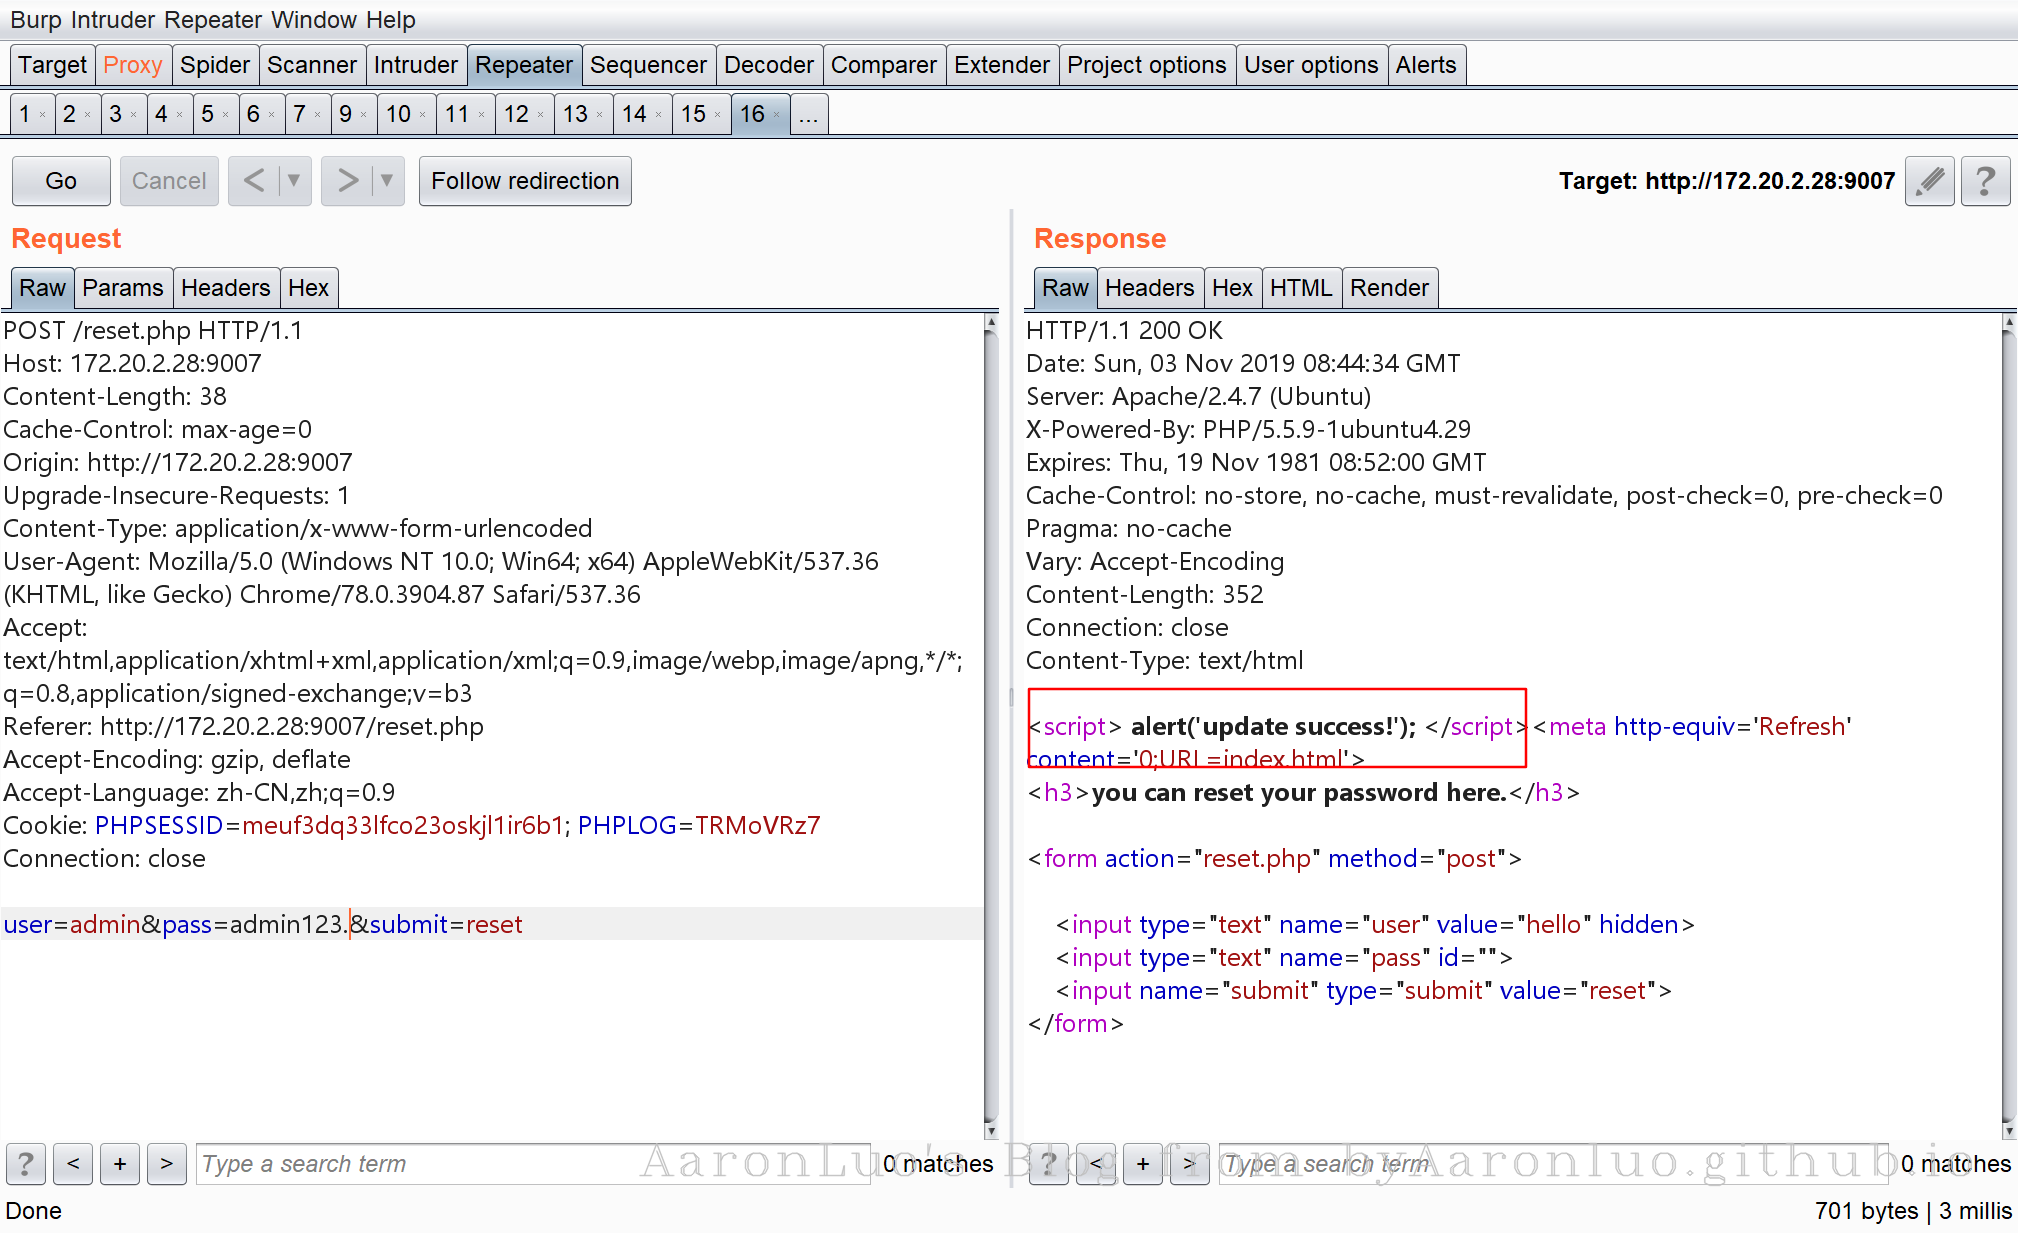 Burp Intruder Repeater Window Help
Target Proxy Spider Scanner Intruder Repeater Sequencer Decoder Comparer Extender Project options User options Alerts
1 × 2 × 3 × 4 × 5 × 6 × 7 × 9 × 10 × 11 × 12 × 13 × 14 × 15 × 16 × ...
Go Cancel < ▼ > ▼ Follow redirection Target: http://172.20.2.28:9007 ?
Request
Raw Params Headers Hex
POST /reset.php HTTP/1.1
Host: 172.20.2.28:9007
Content-Length: 38
Cache-Control: max-age=0
Origin: http://172.20.2.28:9007
Upgrade-Insecure-Requests: 1
Content-Type: application/x-www-form-urlencoded
User-Agent: Mozilla/5.0 (Windows NT 10.0; Win64; x64) AppleWebKit/537.36
(KHTML, like Gecko) Chrome/78.0.3904.87 Safari/537.36
Accept:
text/html,application/xhtml+xml,application/xml;q=0.9,image/webp,image/apng,*/*;
q=0.8,application/signed-exchange;v=b3
Referer: http://172.20.2.28:9007/reset.php
Accept-Encoding: gzip, deflate
Accept-Language: zh-CN,zh;q=0.9
Cookie: PHPSESSID=meuf3dq33lfco23oskjl1ir6b1; PHPLOG=TRMoVRz7
Connection: close
user=admin&pass=admin123.&submit=reset
Response
Raw Headers Hex HTML Render
HTTP/1.1 200 OK
Date: Sun, 03 Nov 2019 08:44:34 GMT
Server: Apache/2.4.7 (Ubuntu)
X-Powered-By: PHP/5.5.9-1ubuntu4.29
Expires: Thu, 19 Nov 1981 08:52:00 GMT
Cache-Control: no-store, no-cache, must-revalidate, post-check=0, pre-check=0
Pragma: no-cache
Vary: Accept-Encoding
Content-Length: 352
Connection: close
Content-Type: text/html
<script> alert('update success!'); </script><meta http-equiv='Refresh'
content='0;URL=index.html'>
<h3>you can reset your password here.</h3>
<form action="reset.php" method="post">
<input type="text" name="user" value="hello" hidden>
<input type="text" name="pass" id="">
<input name="submit" type="submit" value="reset">
</form>
? < + > Type a search term 0 matches
? < + > Type a search term 0 matches
AaronLuo's Blog from byAaronluo.github.io
Done
701 bytes | 3 millis